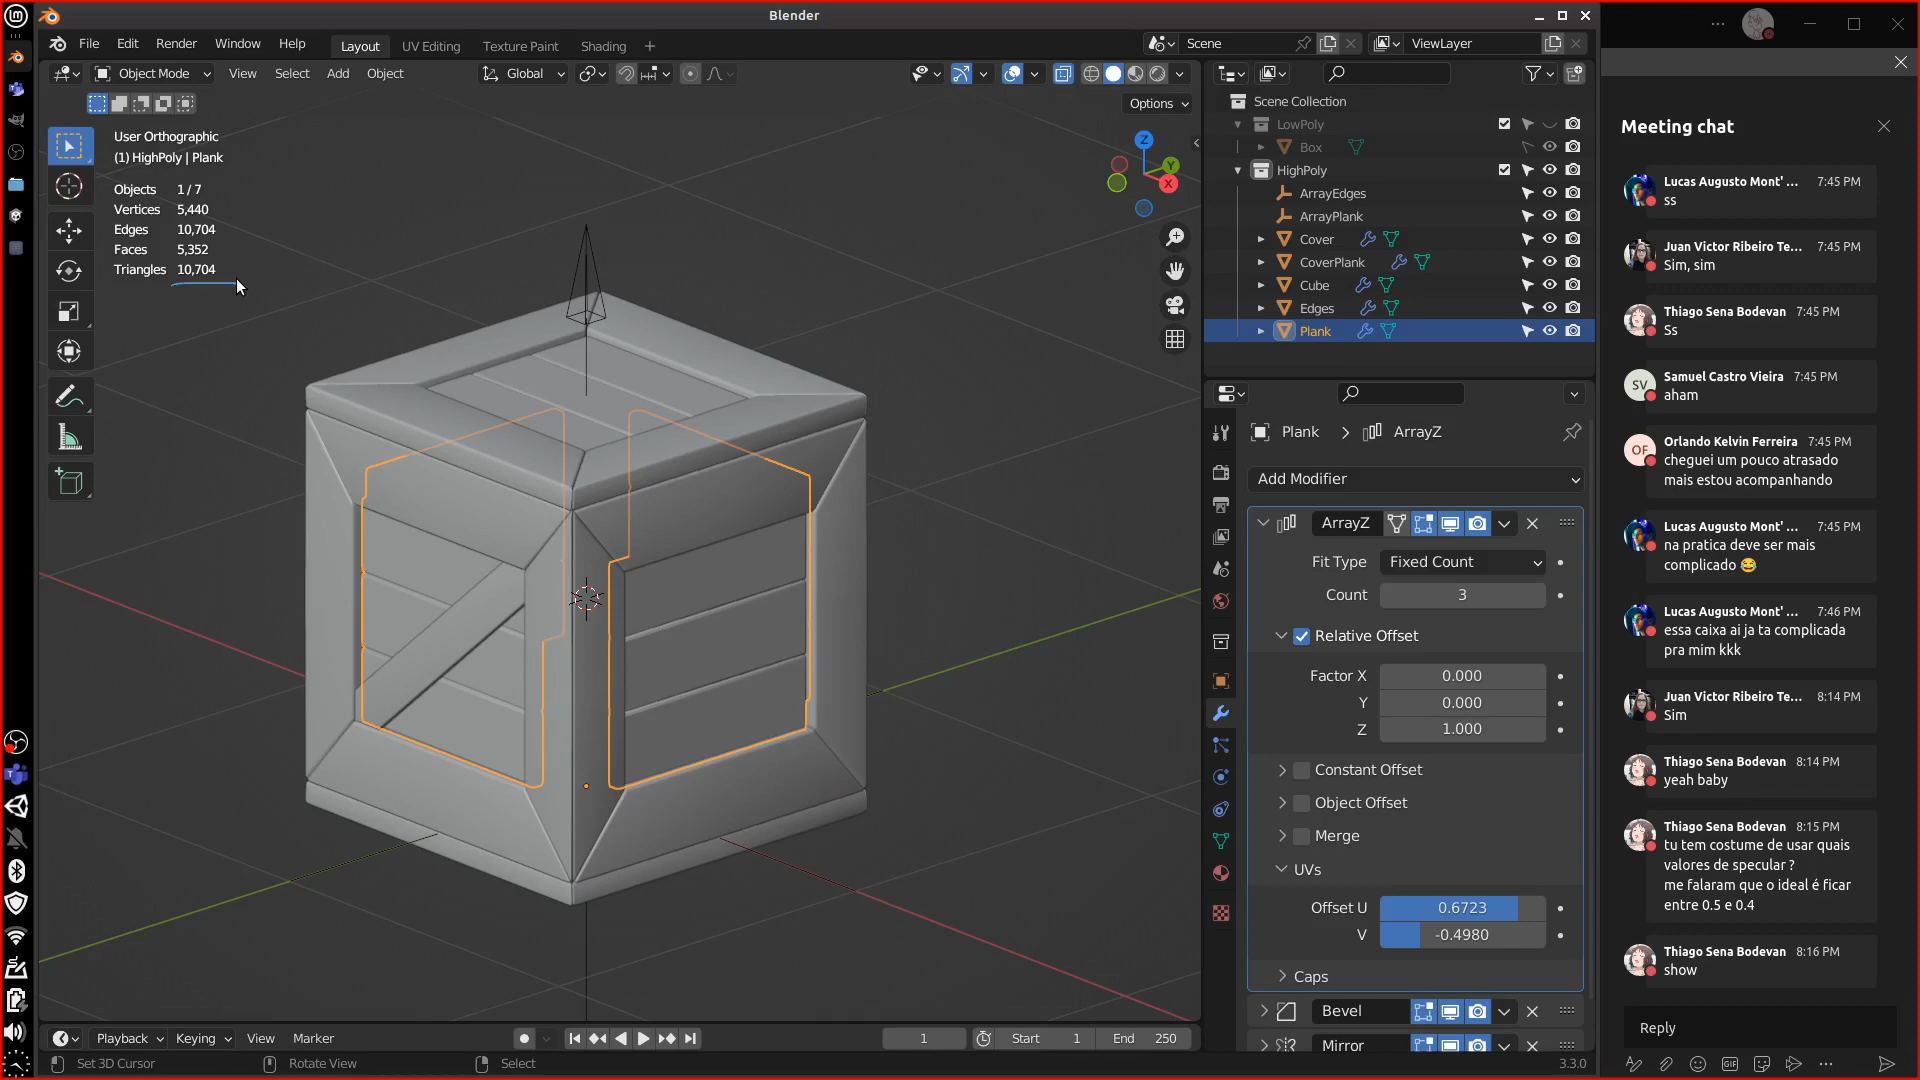 Blender
File Edit Render Window Help
Layout UV Editing Texture Paint Shading
Scene
ViewLayer
Object Mode View Select Add Object
Global
Options
User Orthographic
(1) HighPoly | Plank
Objects 1 / 7
Vertices 5,440
Edges 10,704
Faces 5,352
Triangles 10,704
Z
Y
X
Scene Collection
LowPoly
Box
HighPoly
ArrayEdges
ArrayPlank
Cover
CoverPlank
Cube
Edges
Plank
Plank ArrayZ
Add Modifier
ArrayZ
Fit Type Fixed Count
Count 3
Relative Offset
Factor X 0.000
Y 0.000
Z 1.000
Constant Offset
Object Offset
Merge
UVs
Offset U 0.6723
V -0.4980
Caps
Bevel
Mirror
Playback Keying View Marker
1
Start 1
End 250
Set 3D Cursor
Rotate View
Select
3.3.0
Meeting chat
Lucas Augusto Mont' ... 7:45 PM
ss
Juan Victor Ribeiro Te... 7:45 PM
Sim, sim
Thiago Sena Bodevan 7:45 PM
Ss
SV
Samuel Castro Vieira 7:45 PM
aham
OF
Orlando Kelvin Ferreira 7:45 PM
cheguei um pouco atrasado
mais estou acompanhando
Lucas Augusto Mont' ... 7:45 PM
na pratica deve ser mais
complicado 😂
Lucas Augusto Mont' ... 7:46 PM
essa caixa ai ja ta complicada
pra mim kkk
Juan Victor Ribeiro Te... 8:14 PM
Sim
Thiago Sena Bodevan 8:14 PM
yeah baby
Thiago Sena Bodevan 8:15 PM
tu tem costume de usar quais
valores de specular ?
me falaram que o ideal é ficar
entre 0.5 e 0.4
Thiago Sena Bodevan 8:16 PM
show
Reply
GIF